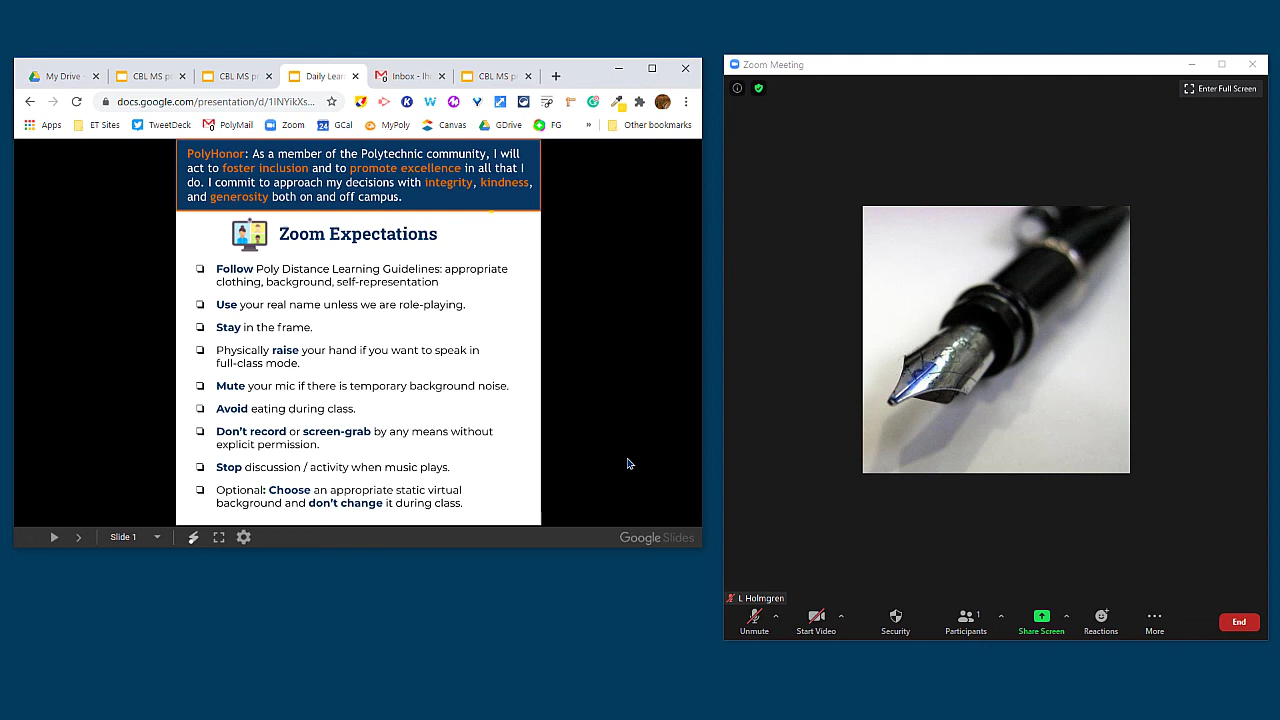 My Drive -
CBL MS p
CBL MS p
Daily Lear
Inbox - lh
CBL MS p
docs.google.com/presentation/d/1INYikXs...
Apps
ET Sites
TweetDeck
PolyMail
Zoom
24
GCal
MyPoly
Canvas
GDrive
FG
»
Other bookmarks
PolyHonor: As a member of the Polytechnic community, I will
act to foster inclusion and to promote excellence in all that I
do. I commit to approach my decisions with integrity, kindness,
and generosity both on and off campus.
Zoom Expectations
❏ Follow Poly Distance Learning Guidelines: appropriate
clothing, background, self-representation
❏ Use your real name unless we are role-playing.
❏ Stay in the frame.
❏ Physically raise your hand if you want to speak in
full-class mode.
❏ Mute your mic if there is temporary background noise.
❏ Avoid eating during class.
❏ Don't record or screen-grab by any means without
explicit permission.
❏ Stop discussion / activity when music plays.
❏ Optional: Choose an appropriate static virtual
background and don't change it during class.
Slide 1
Google Slides
Zoom Meeting
Enter Full Screen
L Holmgren
Unmute
Start Video
Security
Participants
1
Share Screen
Reactions
More
End